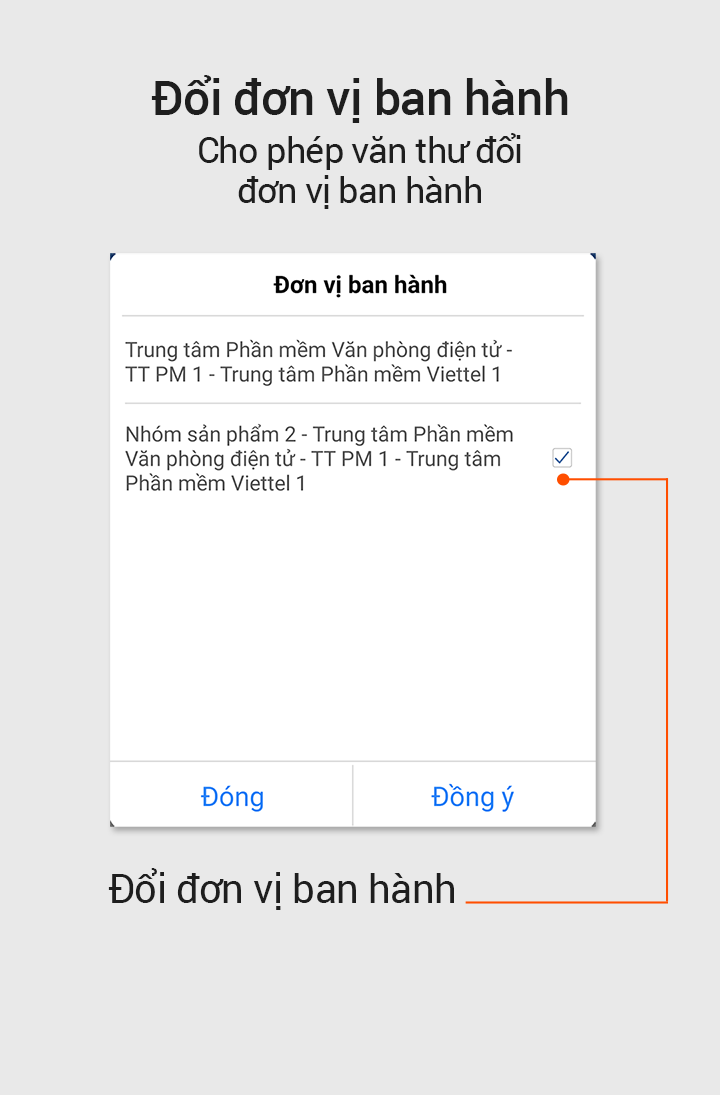 Đổi đơn vị ban hành
Cho phép văn thư đổi
đơn vị ban hành
Đơn vị ban hành
Trung tâm Phần mềm Văn phòng điện tử -
TT PM 1 - Trung tâm Phần mềm Viettel 1
Nhóm sản phẩm 2 - Trung tâm Phần mềm
Văn phòng điện tử - TT PM 1 - Trung tâm
Phần mềm Viettel 1
Đóng
Đồng ý
Đổi đơn vị ban hành